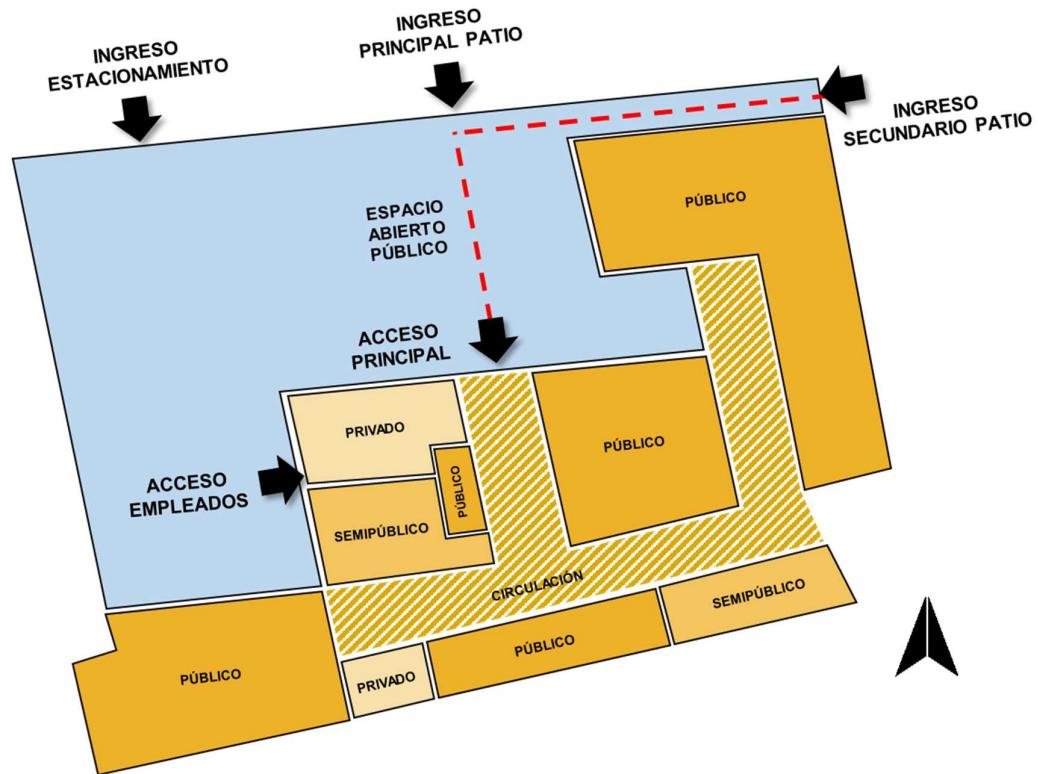 INGRESO
PRINCIPAL PATIO
INGRESO
ESTACIONAMIENTO
INGRESO
SECUNDARIO PATIO
PÚBLICO
ESPACIO
ABIERTO
PÚBLICO
ACCESO
PRINCIPAL
PRIVADO
PÚBLICO
ACCESO
EMPLEADOS
PÚBLICO
SEMIPÚBLICO
CIRCULACIÓN
SEMIPÚBLICO
PÚBLICO
PÚBLICO
PRIVADO